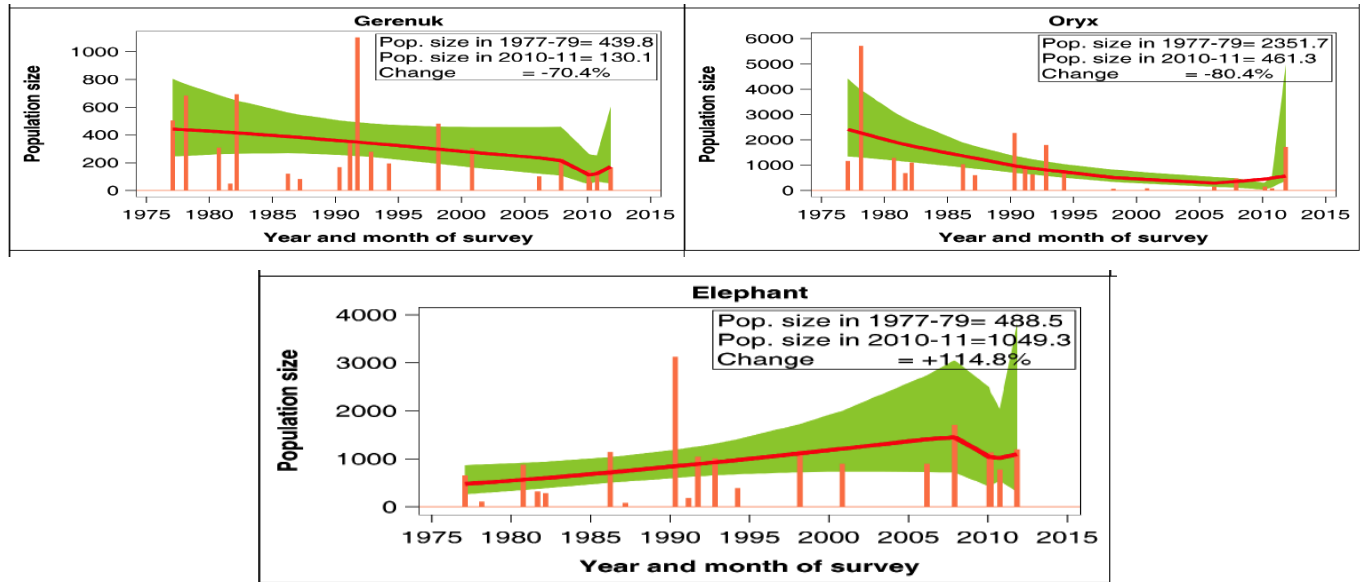 Gerenuk
Pop. size in 1977-79= 439.8
Pop. size in 2010-11= 130.1
Change = -70.4%
Population size
1000
800
600
400
200
0
1975 1980 1985 1990 1995 2000 2005 2010 2015
Year and month of survey
Oryx
Pop. size in 1977-79= 2351.7
Pop. size in 2010-11= 461.3
Change = -80.4%
Population size
6000
5000
4000
3000
2000
1000
0
1975 1980 1985 1990 1995 2000 2005 2010 2015
Year and month of survey
Elephant
Pop. size in 1977-79= 488.5
Pop. size in 2010-11=1049.3
Change = +114.8%
Population size
4000
3000
2000
1000
0
1975 1980 1985 1990 1995 2000 2005 2010 2015
Year and month of survey